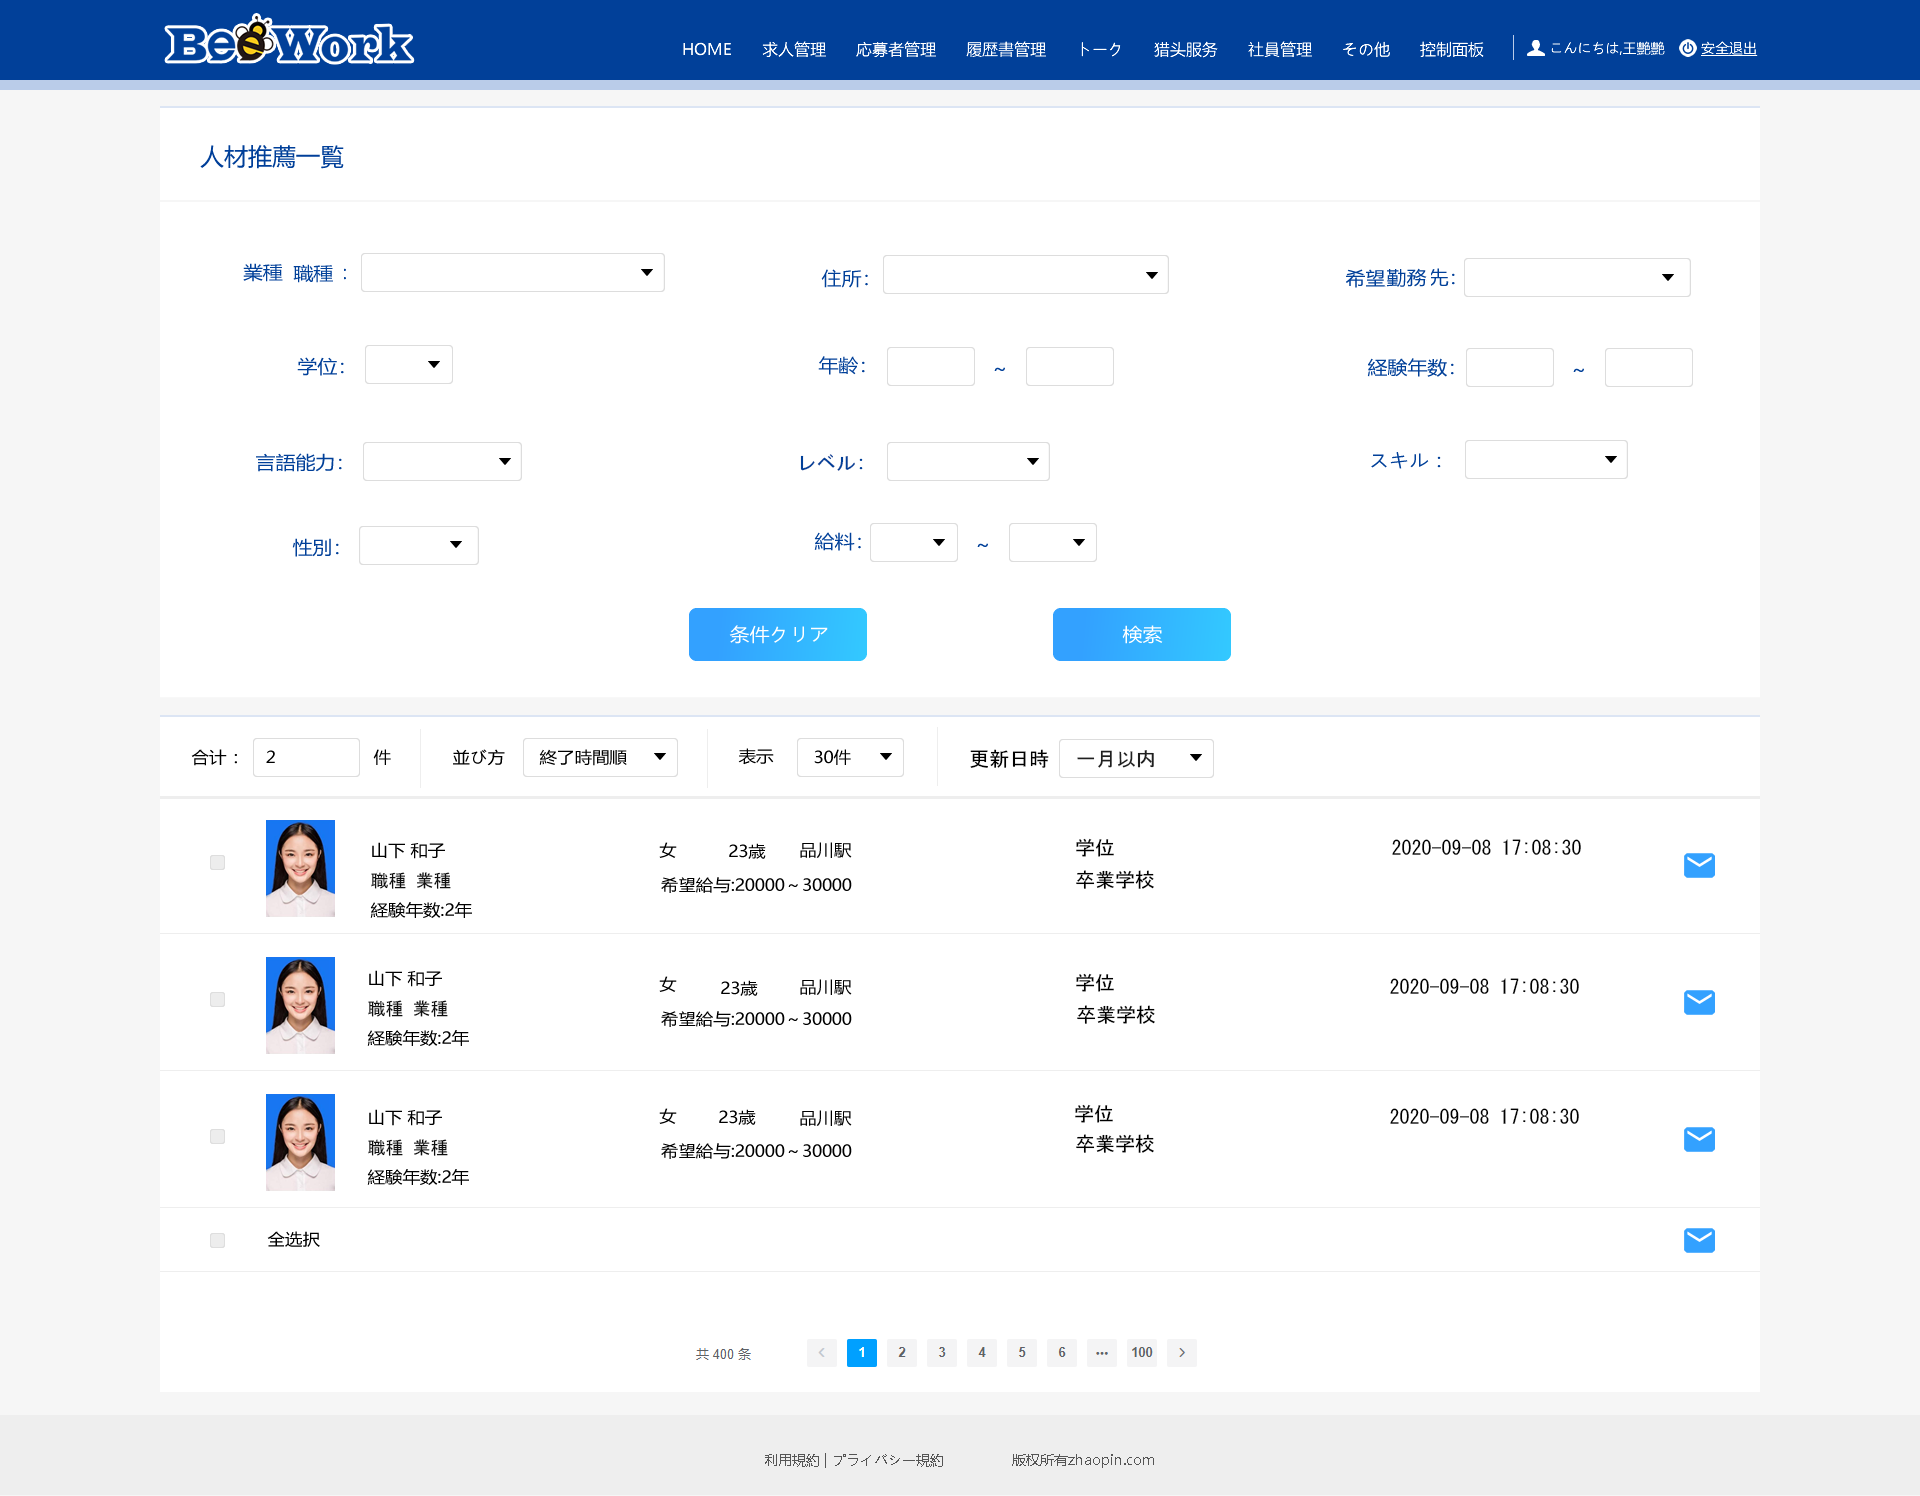 BeeWork
HOME 求人管理 応募者管理 履歴書管理 トーク 猎头服务 社員管理 その他 控制面板 こんにちは,王艷艷 安全退出
人材推薦一覧
業種 職種 : 住所: 希望勤務先:
学位: 年齢: ~ 経験年数: ~
言語能力: レベル: スキル :
性別: 給料: ~
条件クリア 検索
合计 : 2 件 並び方 終了時間順 表示 30件 更新日時 一月以内
山下 和子 女 23歳 品川駅 学位 2020-09-08 17:08:30
職種 業種 希望給与:20000~30000 卒業学校
経験年数:2年
山下 和子 女 23歳 品川駅 学位 2020-09-08 17:08:30
職種 業種 希望給与:20000~30000 卒業学校
経験年数:2年
山下 和子 女 23歳 品川駅 学位 2020-09-08 17:08:30
職種 業種 希望給与:20000~30000 卒業学校
経験年数:2年
全选択
共 400 条 < 1 2 3 4 5 6 ··· 100 >
利用規約 | プライバシー規約 版权所有zhaopin.com